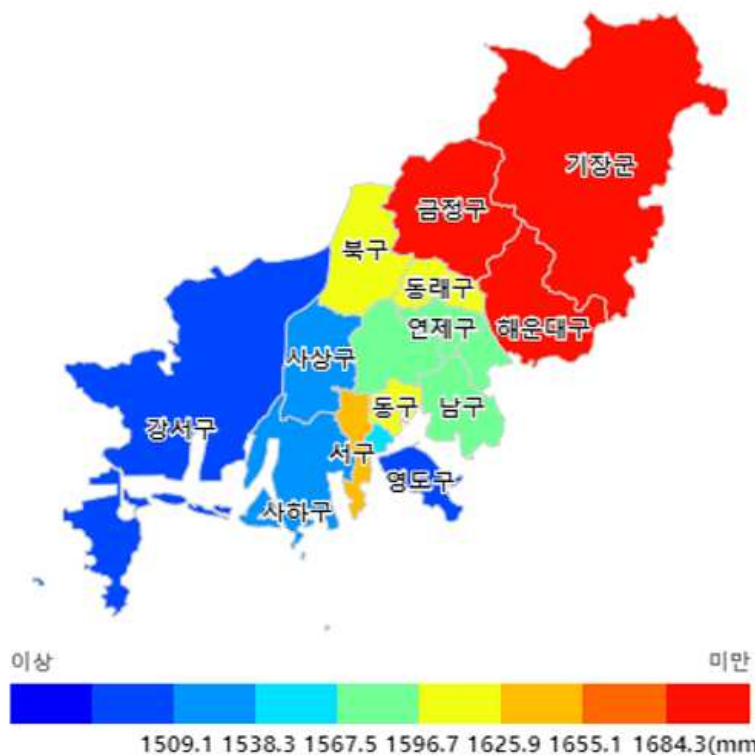 기장군
금정구
북구
동래구
연제구
해운대구
사상구
동구
남구
강서구
서구
영도구
사하구
이상
미만
1509.1 1538.3 1567.5 1596.7 1625.9 1655.1 1684.3(mm